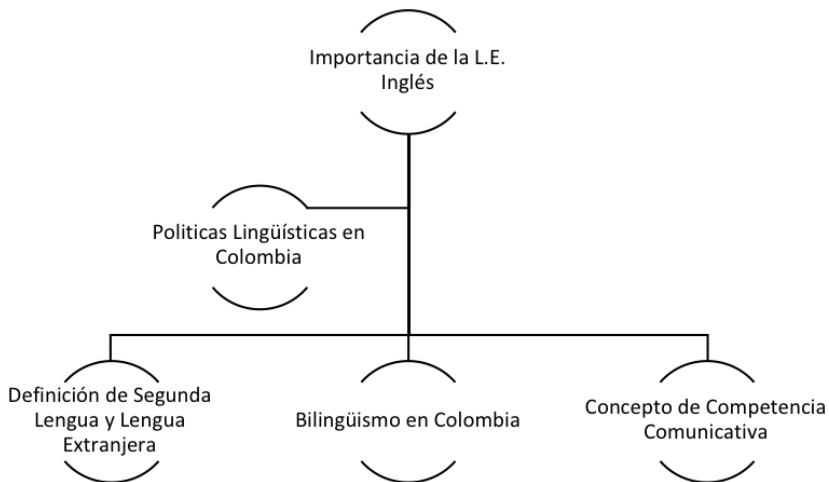 Importancia de la L.E.
Inglés
Politicas Lingüísticas en
Colombia
Definición de Segunda
Lengua y Lengua
Extranjera
Bilingüismo en Colombia
Concepto de Competencia
Comunicativa